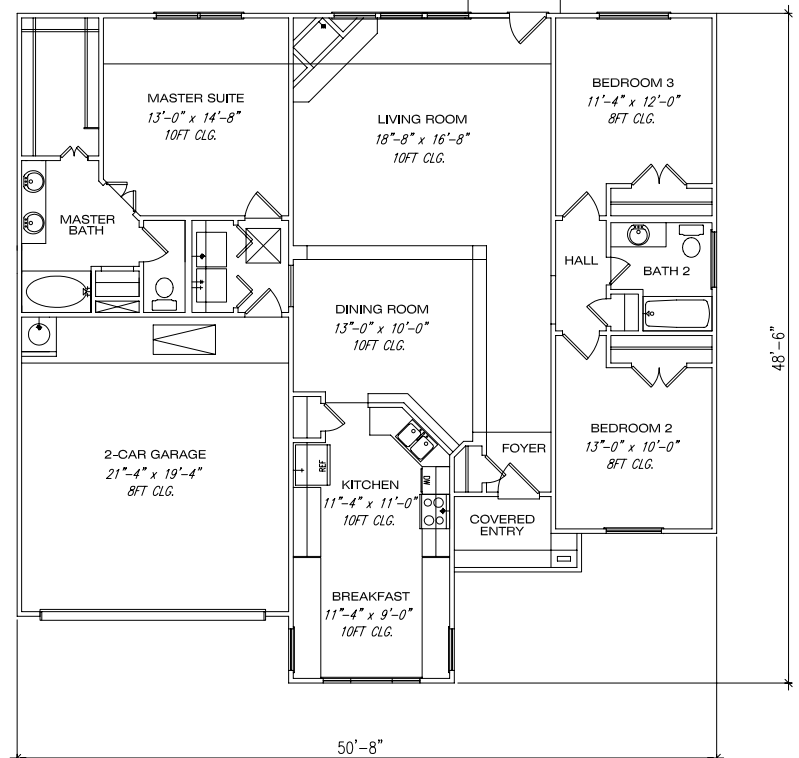 MASTER SUITE
13'-0" x 14'-8"
10FT CLG.
LIVING ROOM
18"-8" x 16'-8"
10FT CLG.
BEDROOM 3
11'-4" x 12'-0"
8FT CLG.
MASTER
BATH
HALL
BATH 2
DINING ROOM
13"-0" x 10'-0"
10FT CLG.
48'-6"
2-CAR GARAGE
21"-4" x 19'-4"
8FT CLG.
REF
KITCHEN
11"-4" x 11'-0"
10FT CLG.
DW
FOYER
BEDROOM 2
13"-0" x 10'-0"
8FT CLG.
COVERED
ENTRY
BREAKFAST
11"-4" x 9'-0"
10FT CLG.
50'-8"